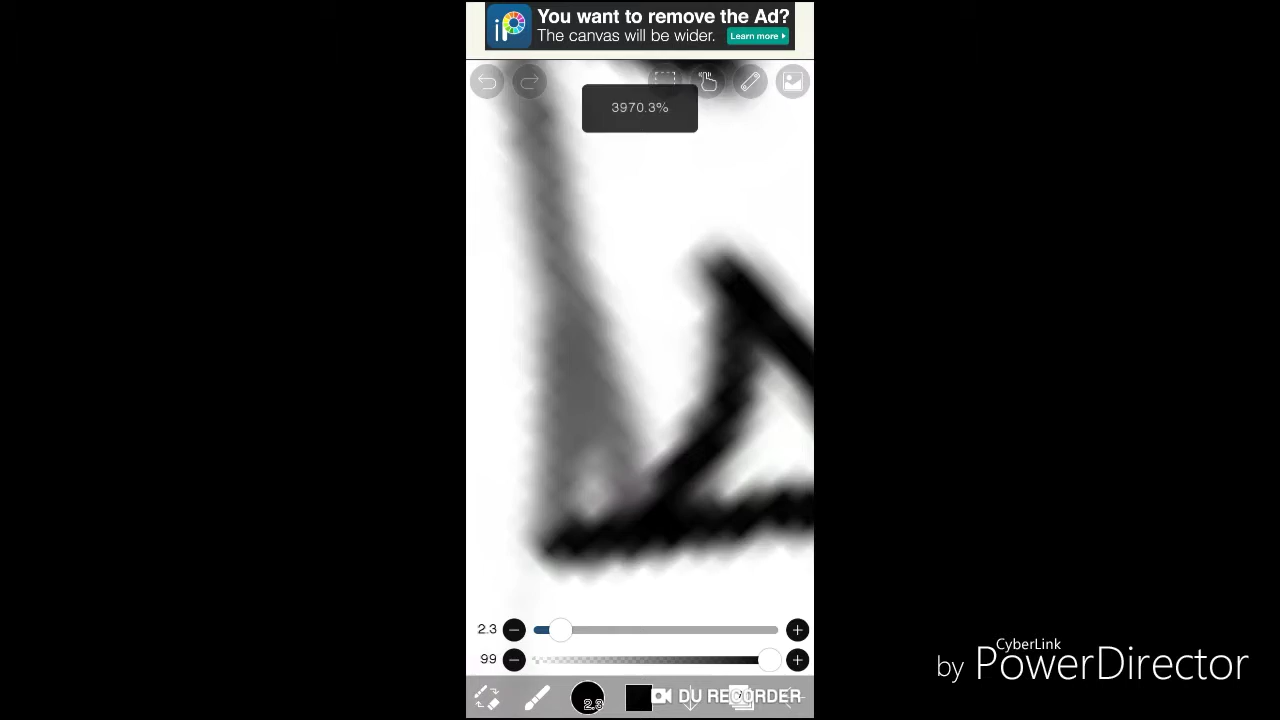 iP
You want to remove the Ad?
The canvas will be wider.
Learn more
3970.3%
2.3
99
2.3
DU RECORDER
CyberLink
by PowerDirector